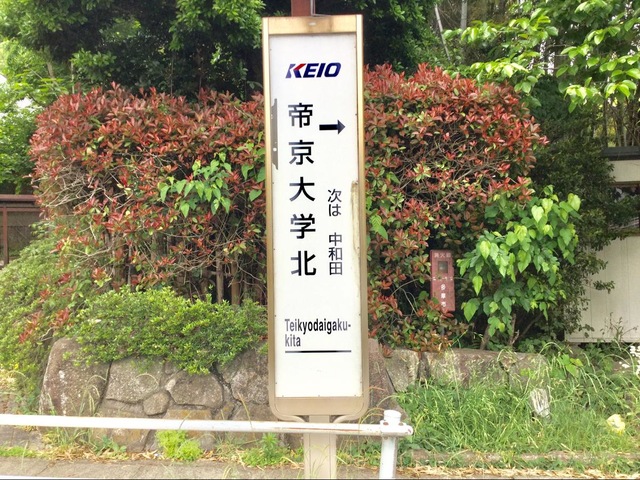 KEIO
→
帝京大学北
次は 中和田
Teikyodaigaku-
kita